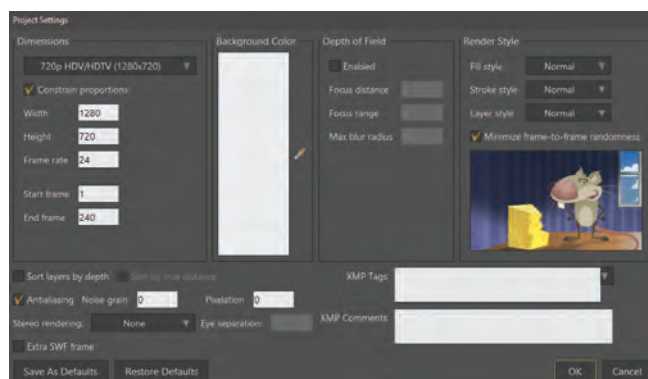 Project Settings
Dimensions
720p HDV/HDTV (1280x720)
Constrain proportions
Width 1280
Height 720
Frame rate 24
Start frame 1
End frame 240
Background Color
Depth of Field
Enabled
Focus distance
Focus range
Max blur radius
Render Style
Fill style Normal
Stroke style Normal
Layer style Normal
Minimize frame-to-frame randomness
Sort layers by depth Sort by true distance
Antialiasing Noise grain 0 Pixelation 0
Stereo rendering: None Eye separation:
Extra SWF frame
XMP Tags
XMP Comments
Save As Defaults Restore Defaults OK Cancel